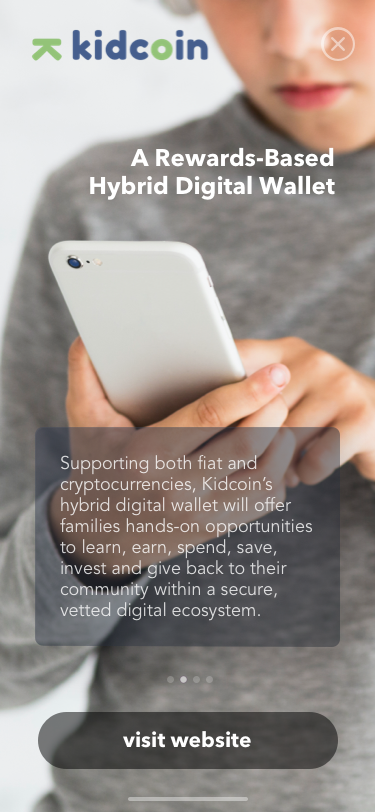 kidcoin
A Rewards-Based
Hybrid Digital Wallet
Supporting both fiat and
cryptocurrencies, Kidcoin's
hybrid digital wallet will offer
families hands-on opportunities
to learn, earn, spend, save,
invest and give back to their
community within a secure,
vetted digital ecosystem.
visit website